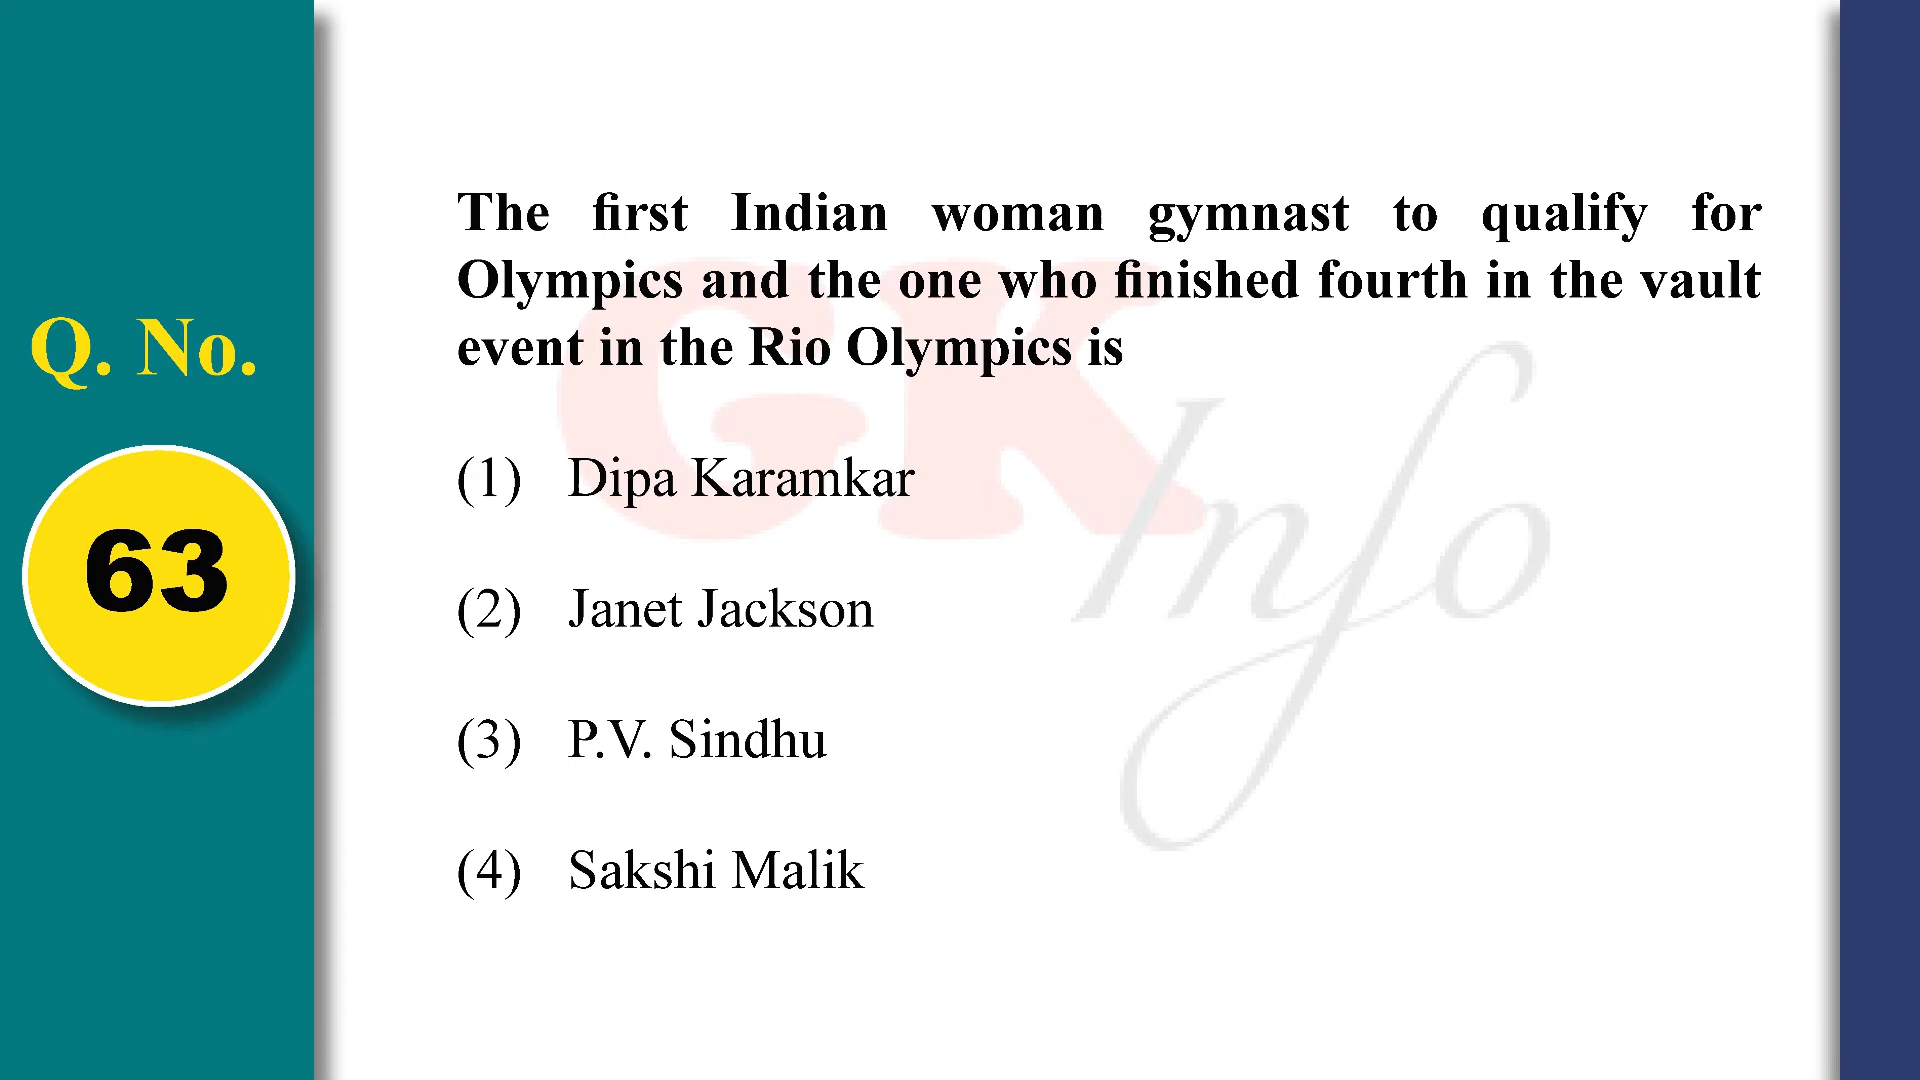 The first Indian woman gymnast to qualify for
Olympics and the one who finished fourth in the vault
event in the Rio Olympics is
Q. No.
63
(1) Dipa Karamkar
(2) Janet Jackson
(3) P.V. Sindhu
(4) Sakshi Malik
GK
Info